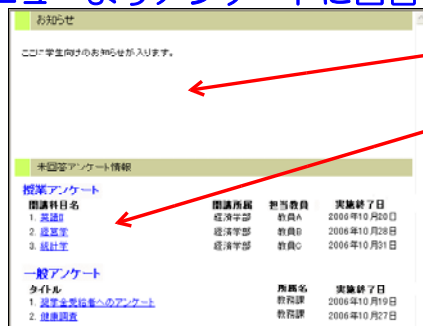 ニューよりアンケートに回答
お知らせ
ここに学生向けのお知らせが入ります。
未回答アンケート情報
授業アンケート
開講科目名 開講所属 担当教員 実施終了日
1. 英語II 経済学部 教員A 2006年10月20日
2. 経営学 経済学部 教員B 2006年10月28日
3. 統計学 経済学部 教員C 2006年10月31日
一般アンケート
タイトル 所属名 実施終了日
1. 奨学金受給者へのアンケート 教務課 2006年10月19日
2. 健康調査 教務課 2006年10月27日